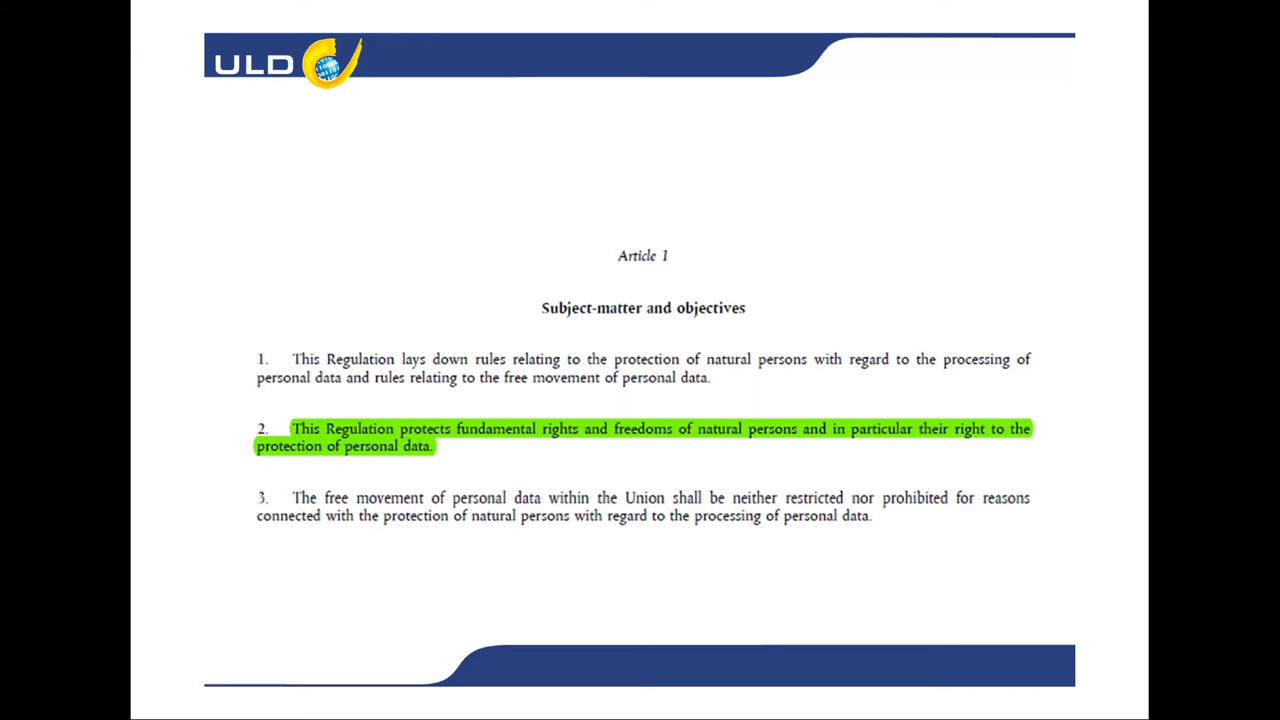 ULD
Article 1
Subject-matter and objectives
1. This Regulation lays down rules relating to the protection of natural persons with regard to the processing of
personal data and rules relating to the free movement of personal data.
2. This Regulation protects fundamental rights and freedoms of natural persons and in particular their right to the
protection of personal data.
3. The free movement of personal data within the Union shall be neither restricted nor prohibited for reasons
connected with the protection of natural persons with regard to the processing of personal data.